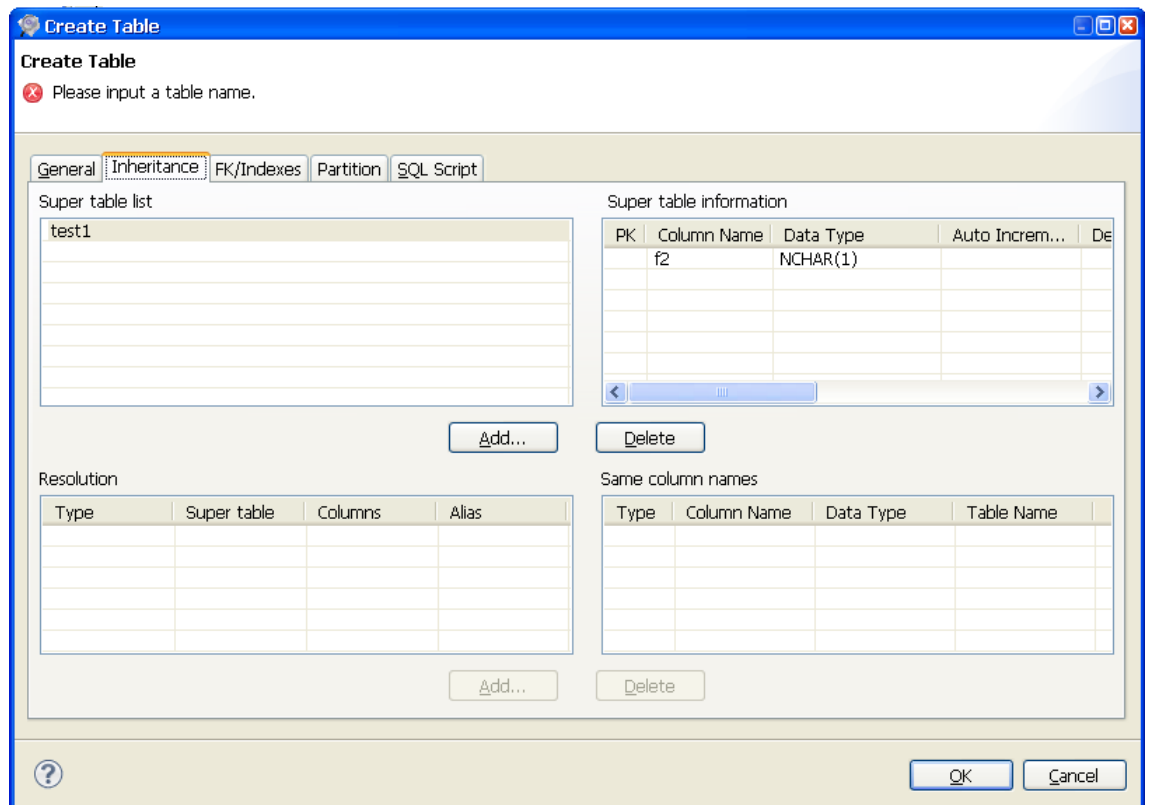 Create Table
Create Table
Please input a table name.
General Inheritance FK/Indexes Partition SQL Script
Super table list
test1
Super table information
PK Column Name Data Type Auto Increm... De
f2 NCHAR(1)
Add... Delete
Resolution
Type Super table Columns Alias
Same column names
Type Column Name Data Type Table Name
Add... Delete
OK Cancel